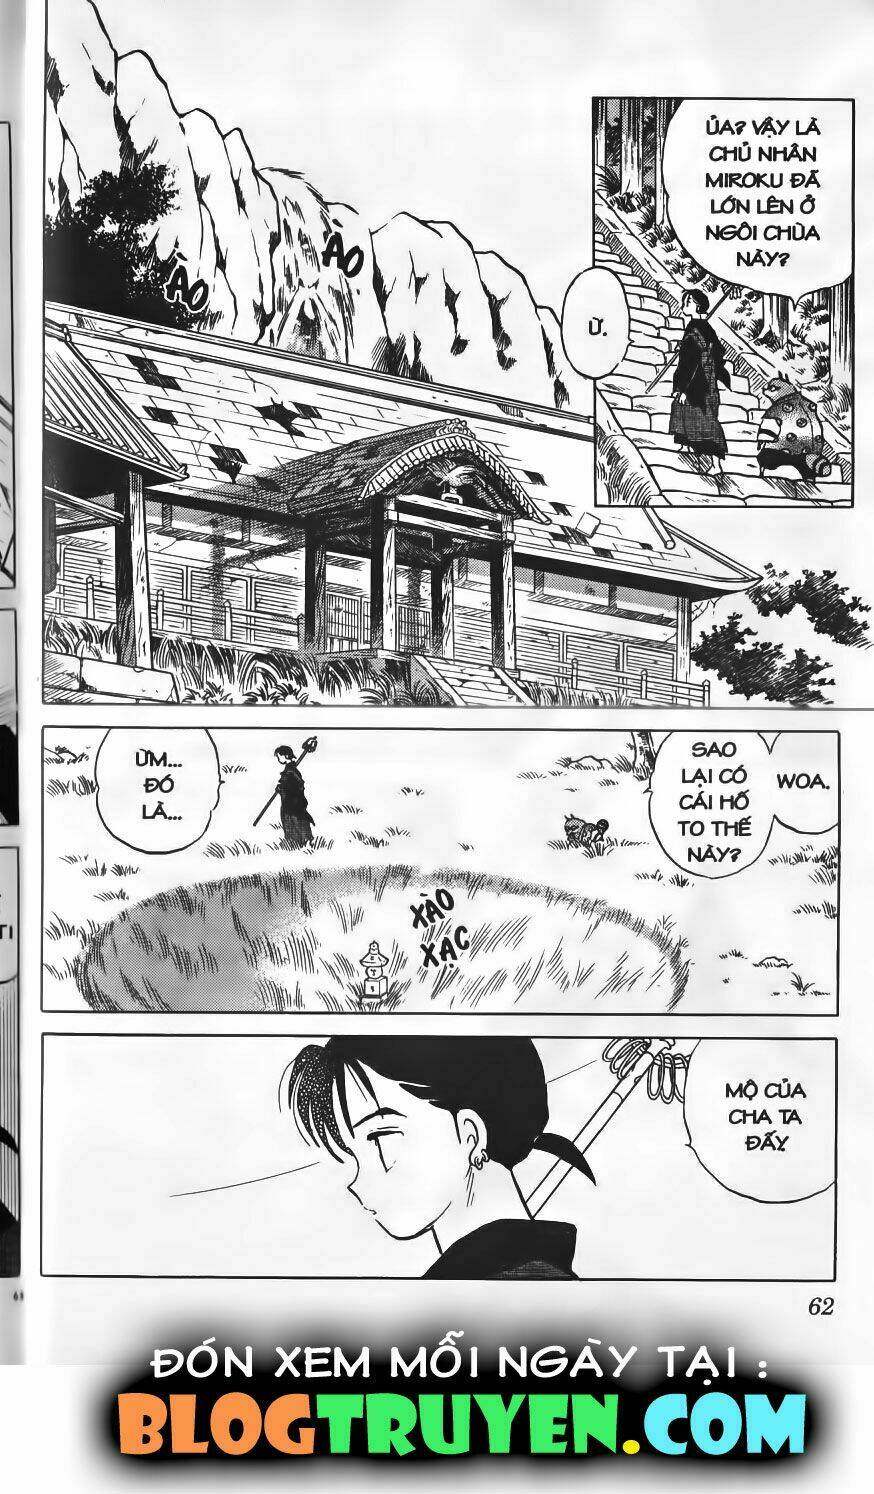 ỦA? VẬY LÀ
CHỦ NHÂN
MIROKU ĐÃ
LỚN LÊN Ở
NGÔI CHÙA
NÀY?
Ừ.
ÀO
ÀO
WOA.
SAO
LẠI CÓ
CÁI HỐ
TO THẾ
NÀY?
ỪM...
ĐÓ
LÀ...
XÀO
XẠC
MỘ CỦA
CHA TA
ĐẤY.
62
ĐÓN XEM MỖI NGÀY TẠI :
BLOGTRUYEN.COM